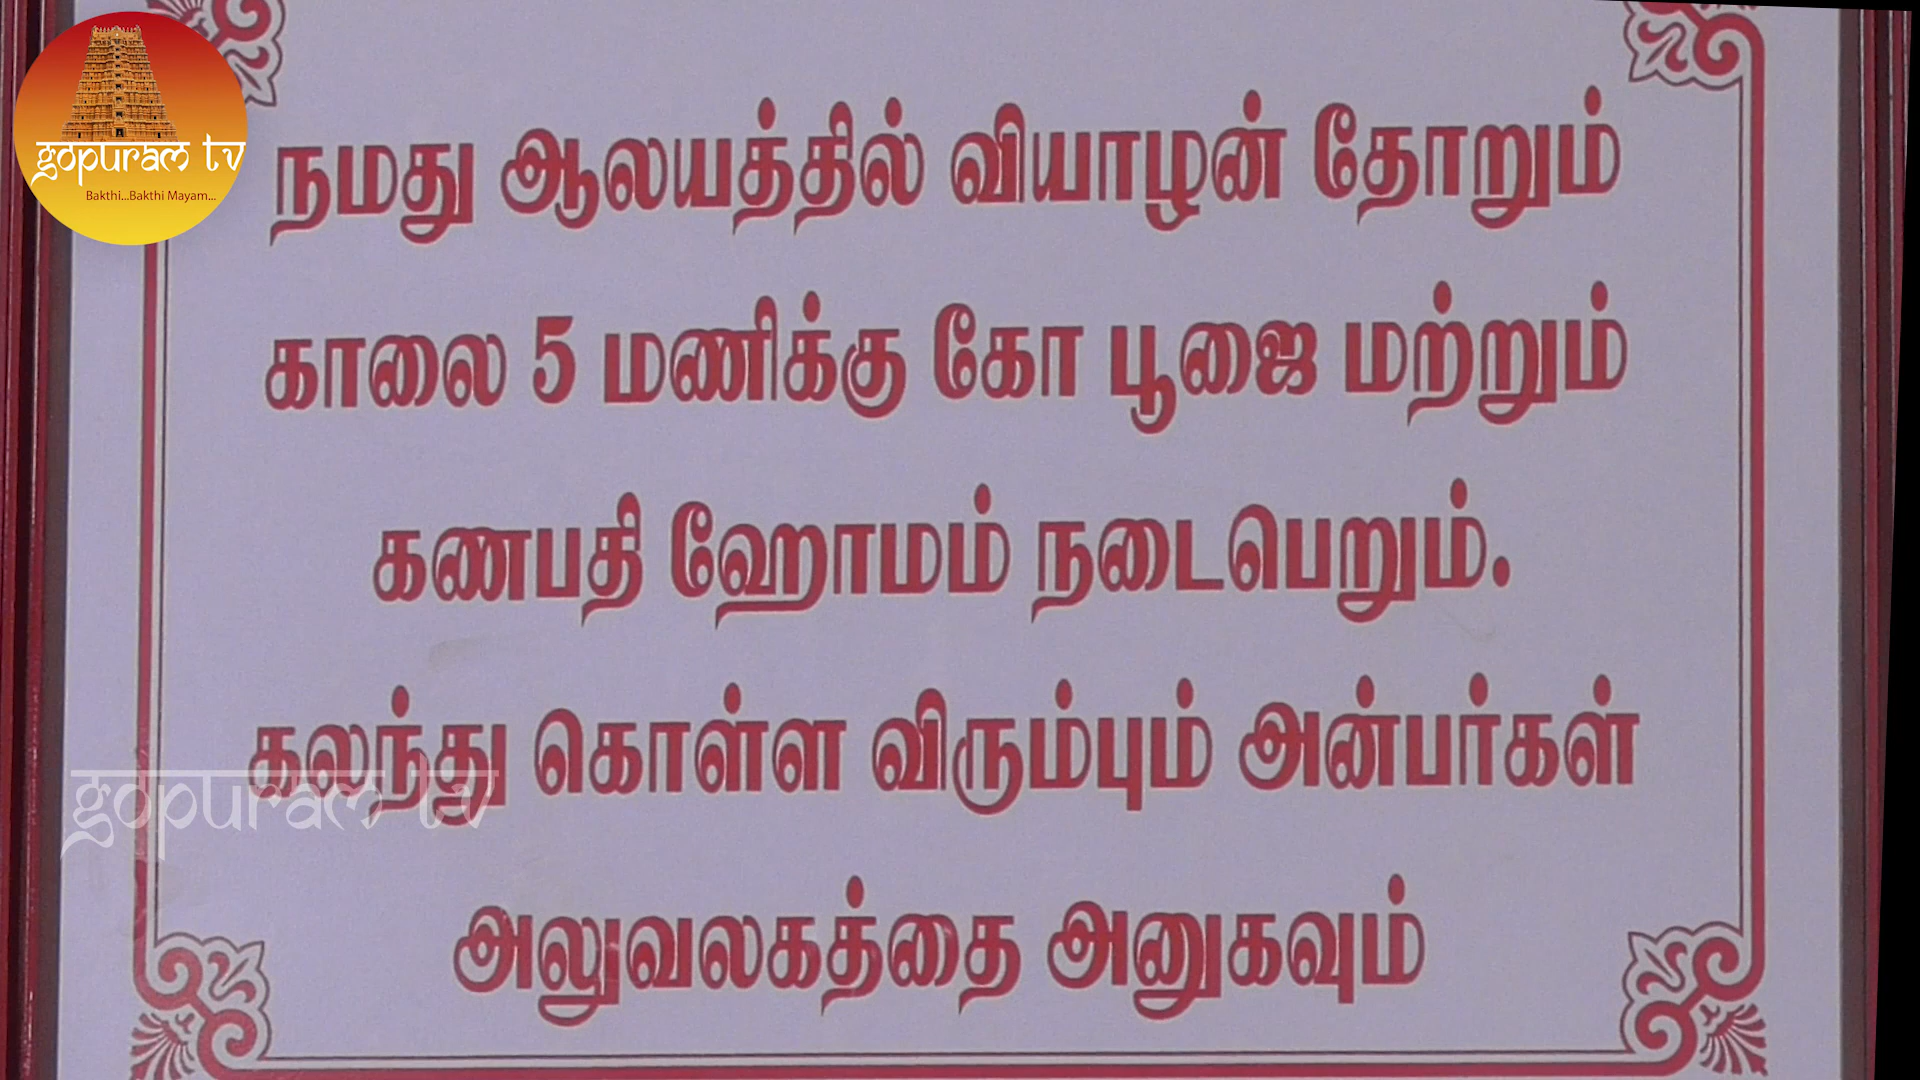 gopuram tv
Bakthi...Bakthi Mayam...
நமது ஆலயத்தில் வியாழன் தோறும்
காலை 5 மணிக்கு கோ பூஜை மற்றும்
கணபதி ஹோமம் நடைபெறும்.
கலந்து கொள்ள விரும்பும் அன்பர்கள்
gopuram tv
அலுவலகத்தை அனுகவும்